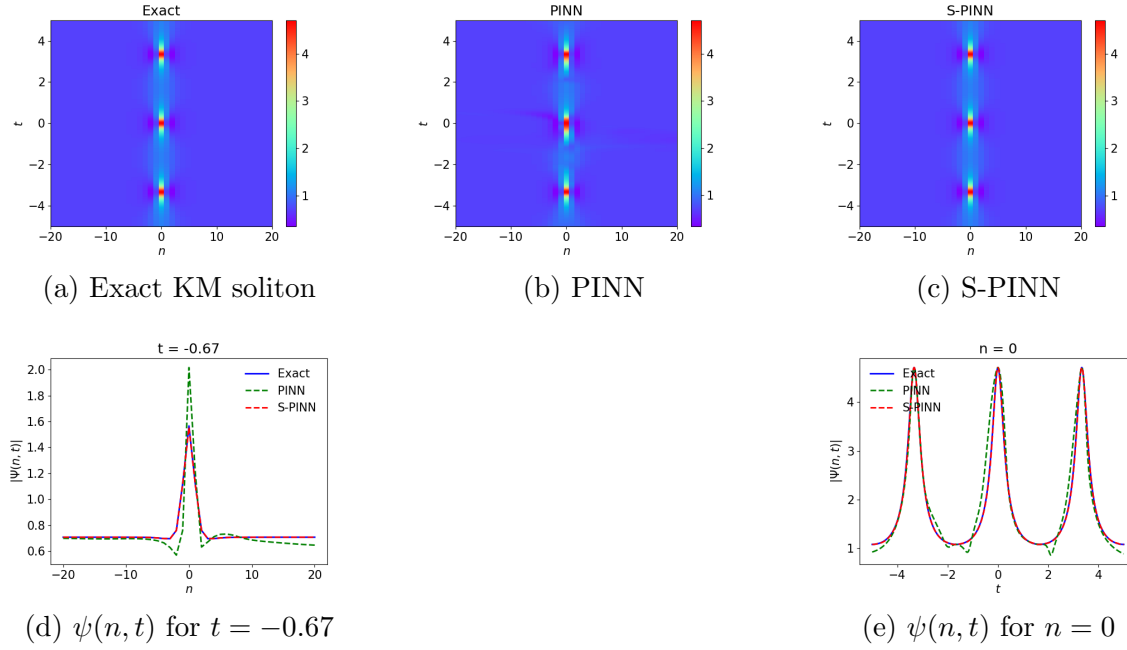 Exact
PINN
S-PINN
4
2
0
−2
−4
t
−20
−10
0
10
20
n
4
3
2
1
4
2
0
−2
−4
t
−20
−10
0
10
20
n
4
3
2
1
4
2
0
−2
−4
t
−20
−10
0
10
20
n
4
3
2
1
(a) Exact KM soliton
(b) PINN
(c) S-PINN
t = -0.67
2.0
1.8
1.6
1.4
1.2
1.0
0.8
0.6
|Ψ(n, t)|
Exact
PINN
S-PINN
−20
−10
0
10
20
n
n = 0
4
3
2
1
|Ψ(n, t)|
Exact
PINN
S-PINN
−4
−2
0
2
4
t
(d) ψ(n, t) for t = −0.67
(e) ψ(n, t) for n = 0